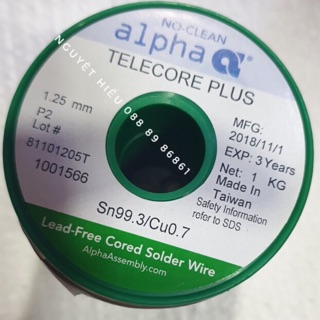 NO-CLEAN
alpha α
TELECORE PLUS
1.25 mm
P2
Lot #
81101205T
1001566
MFG:
2018/11/1
EXP: 3 Years
Net: 1 KG
Made In
Taiwan
Safety Information
refer to SDS
Sn99.3/Cu0.7
Lead-Free Cored Solder Wire
AlphaAssembly.com
NGUYỆT HIẾU 088 89 86861